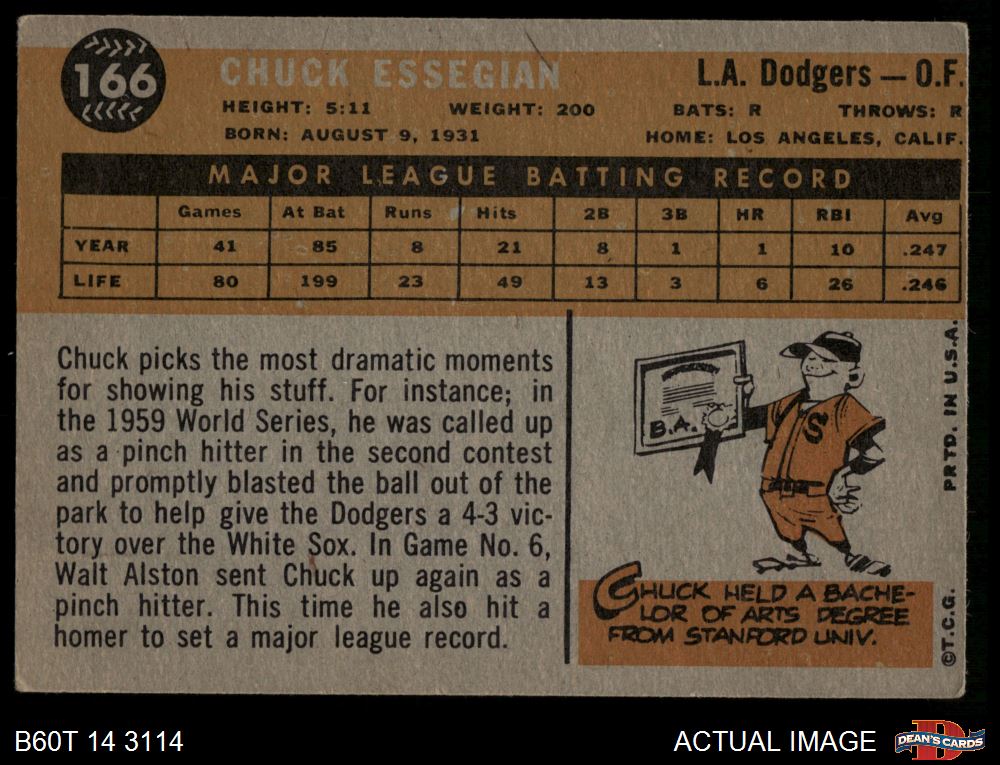 166
CHUCK ESSEGIAN
L.A. Dodgers — O.F.
HEIGHT: 5:11 WEIGHT: 200 BATS: R THROWS: R
BORN: AUGUST 9, 1931 HOME: LOS ANGELES, CALIF.
MAJOR LEAGUE BATTING RECORD
Games At Bat Runs Hits 2B 3B HR RBI Avg
YEAR 41 85 8 21 8 1 1 10 .247
LIFE 80 199 23 49 13 3 6 26 .246
Chuck picks the most dramatic moments
for showing his stuff. For instance; in
the 1959 World Series, he was called up
as a pinch hitter in the second contest
and promptly blasted the ball out of the
park to help give the Dodgers a 4-3 vic-
tory over the White Sox. In Game No. 6,
Walt Alston sent Chuck up again as a
pinch hitter. This time he also hit a
homer to set a major league record.
B.A.
S
CHUCK HELD A BACHE-
LOR OF ARTS DEGREE
FROM STANFORD UNIV.
©T.C.G. PRTD. IN U.S.A.
B60T 14 3114
ACTUAL IMAGE
DEAN'S CARDS